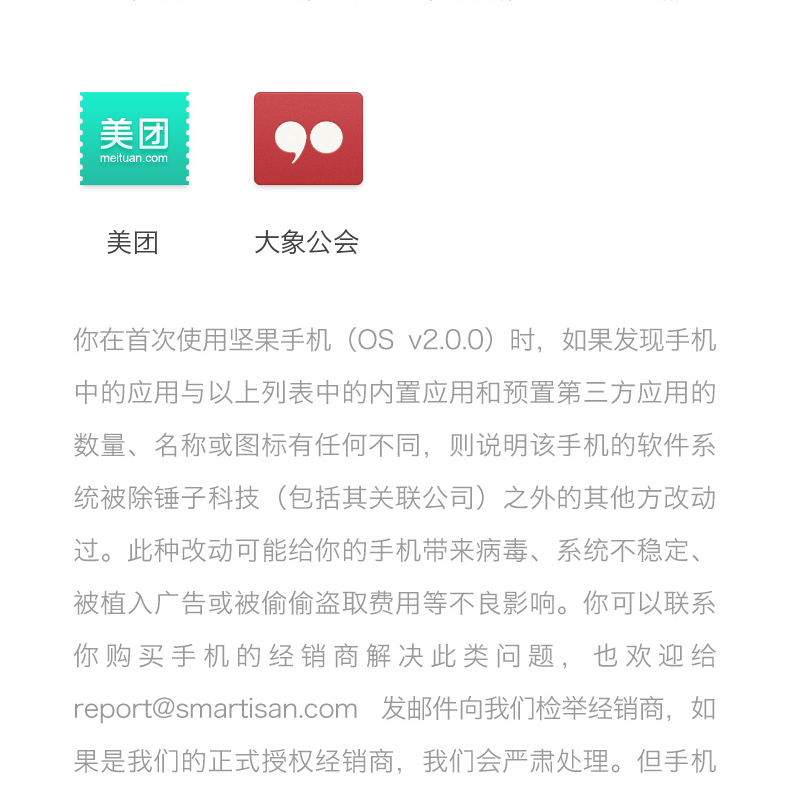 美团
meituan.com
美团 大象公会
你在首次使用坚果手机（OS v2.0.0）时，如果发现手机
中的应用与以上列表中的内置应用和预置第三方应用的
数量、名称或图标有任何不同，则说明该手机的软件系
统被除锤子科技（包括其关联公司）之外的其他方改动
过。此种改动可能给你的手机带来病毒、系统不稳定、
被植入广告或被偷偷盗取费用等不良影响。你可以联系
你购买手机的经销商解决此类问题，也欢迎给
report@smartisan.com 发邮件向我们检举经销商，如
果是我们的正式授权经销商，我们会严肃处理。但手机